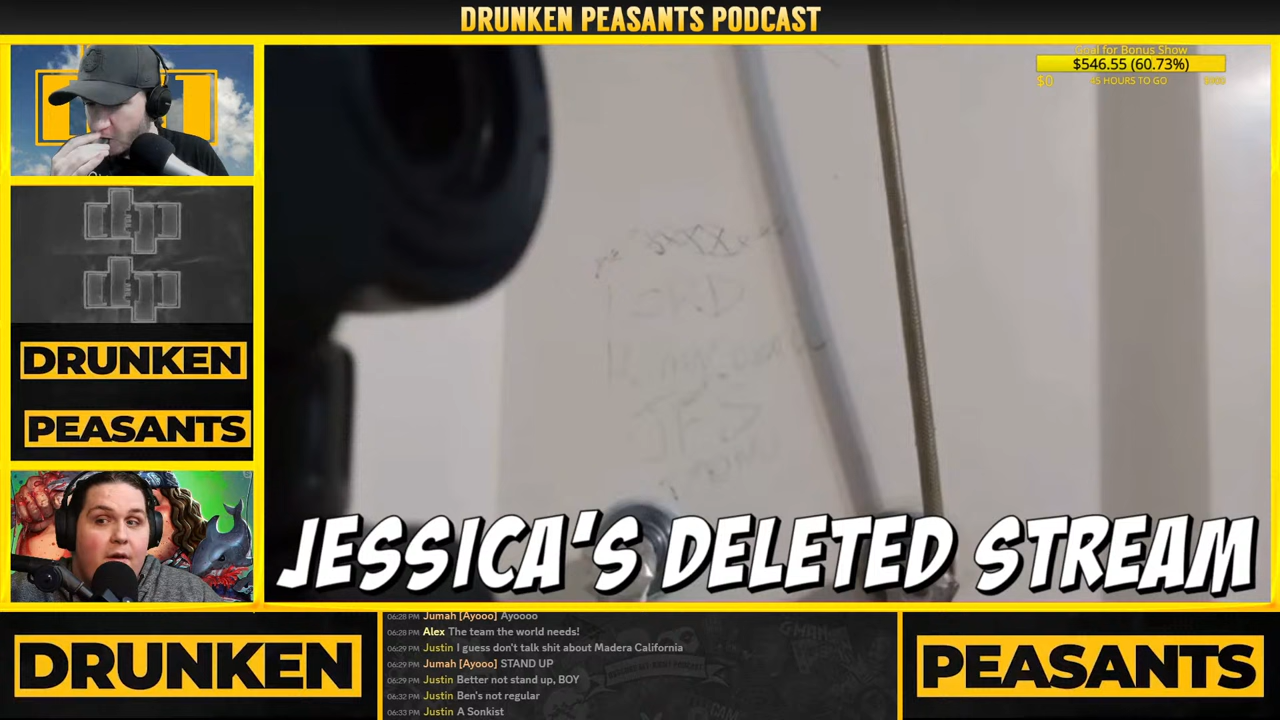 DRUNKEN PEASANTS PODCAST
Goal for Bonus Show
$546.55 (60.73%)
$0
45 HOURS TO GO
$900
DRUNKEN
PEASANTS
JESSICA'S DELETED STREAM
06:28 PM Jumah [Ayooo] Ayoooo
06:28 PM Alex The team the world needs!
06:29 PM Justin I guess don't talk shit about Madera California
06:29 PM Jumah [Ayooo] STAND UP
06:29 PM Justin Better not stand up, BOY
06:32 PM Justin Ben's not regular
06:33 PM Justin A Sonkist
DRUNKEN
PEASANTS